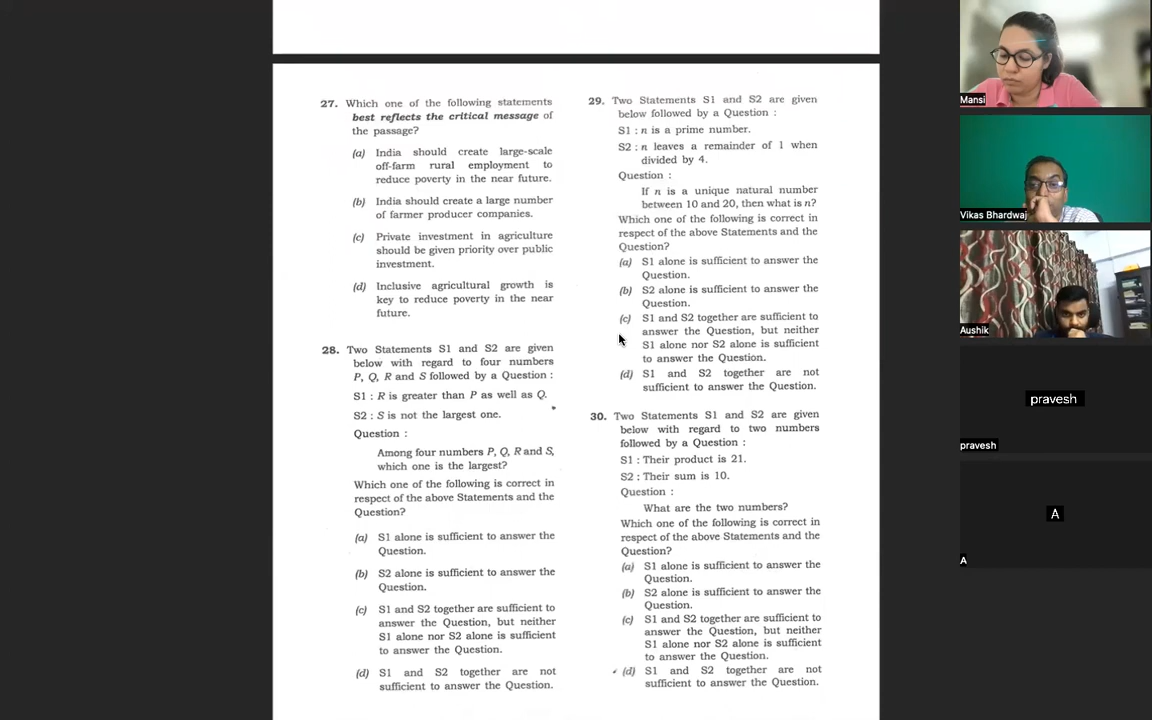 27. Which one of the following statements
best reflects the critical message of
the passage?
(a) India should create large-scale
off-farm rural employment to
reduce poverty in the near future.
(b) India should create a large number
of farmer producer companies.
(c) Private investment in agriculture
should be given priority over public
investment.
(d) Inclusive agricultural growth is
key to reduce poverty in the near
future.
28. Two Statements S1 and S2 are given
below with regard to four numbers
P, Q, R and S followed by a Question :
S1 : R is greater than P as well as Q.
S2 : S is not the largest one.
Question :
Among four numbers P, Q, R and S,
which one is the largest?
Which one of the following is correct in
respect of the above Statements and the
Question?
(a) S1 alone is sufficient to answer the
Question.
(b) S2 alone is sufficient to answer the
Question.
(c) S1 and S2 together are sufficient to
answer the Question, but neither
S1 alone nor S2 alone is sufficient
to answer the Question.
(d) S1 and S2 together are not
sufficient to answer the Question.
29. Two Statements S1 and S2 are given
below followed by a Question :
S1 : n is a prime number.
S2 : n leaves a remainder of 1 when
divided by 4.
Question :
If n is a unique natural number
between 10 and 20, then what is n?
Which one of the following is correct in
respect of the above Statements and the
Question?
(a) S1 alone is sufficient to answer the
Question.
(b) S2 alone is sufficient to answer the
Question.
(c) S1 and S2 together are sufficient to
answer the Question, but neither
S1 alone nor S2 alone is sufficient
to answer the Question.
(d) S1 and S2 together are not
sufficient to answer the Question.
30. Two Statements S1 and S2 are given
below with regard to two numbers
followed by a Question :
S1 : Their product is 21.
S2 : Their sum is 10.
Question :
What are the two numbers?
Which one of the following is correct in
respect of the above Statements and the
Question?
(a) S1 alone is sufficient to answer the
Question.
(b) S2 alone is sufficient to answer the
Question.
(c) S1 and S2 together are sufficient to
answer the Question, but neither
S1 alone nor S2 alone is sufficient
to answer the Question.
(d) S1 and S2 together are not
sufficient to answer the Question.
Mansi
Vikas Bhardwaj
Aushik
pravesh
pravesh
A
A